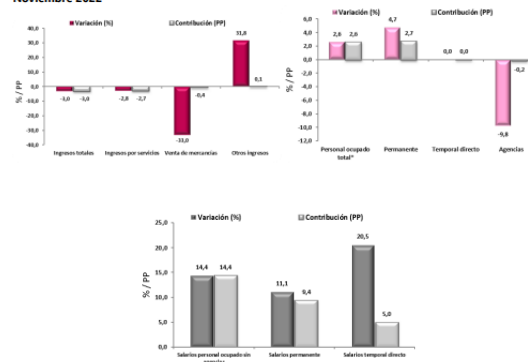 Noviembre 2022
Variación (%) Contribución (PP)
% / PP
40,0
30,0
20,0
10,0
0,0
-10,0
-20,0
-30,0
-40,0
-3,0 -3,0 -2,8 -2,7 -33,0 -0,4 31,8 0,1
Ingresos totales Ingresos por servicios Venta de mercancías Otros ingresos
Variación (%) Contribución (PP)
% / PP
6,0
4,0
2,0
0,0
-2,0
-4,0
-6,0
-8,0
-10,0
-12,0
2,6 2,6 4,7 2,7 0,0 0,0 -9,8 -0,2
Personal ocupado Permanente Temporal directo Agencias
total*
Variación (%) Contribución (PP)
% / PP
25,0
20,0
15,0
10,0
5,0
0,0
14,4 14,4 11,1 9,4 20,5 5,0
Salarios personal ocupado sin Salarios permanente Salarios temporal directo